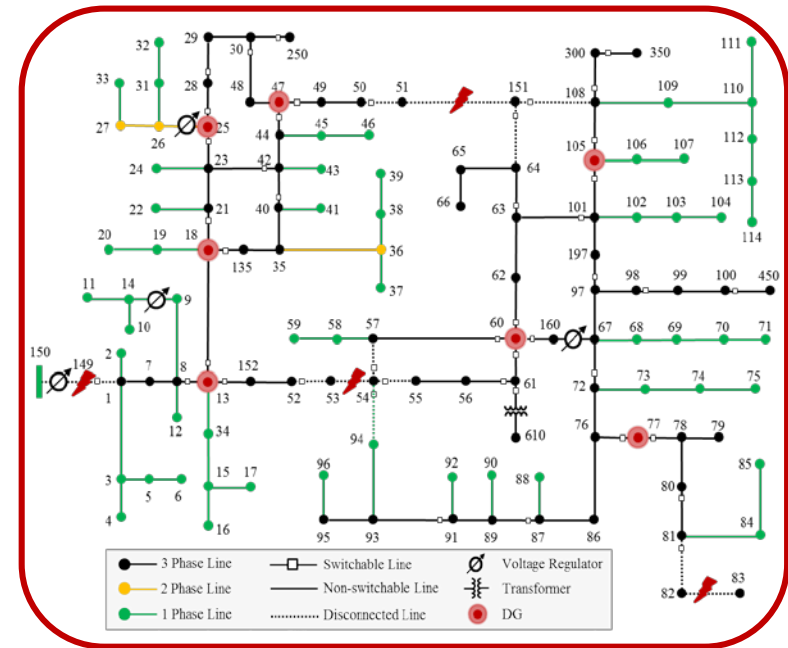 29 30 250
32
33 31 28 48 47 49 50 51 151 300 350 111
108 109 110
27 26 25 44 45 46 105 106 107 112
24 23 42 43 65 64 113
39
22 21 40 41 66 63 101 102 103 104 38 114
20 19 18 135 35 36 197
37 62 97 98 99 100 450
11 14 9 10
59 58 57 60 160 67 68 69 70 71
150 149 2 1 7 8 13 152 52 53 54 55 56 61 72 73 74 75
12 34 94 610 76 77 78 79
3 5 6 15 17 96 92 90 88 85
4 16 80
95 93 91 89 87 86 81 84
82 83
3 Phase Line Switchable Line Voltage Regulator
2 Phase Line Non-switchable Line Transformer
1 Phase Line Disconnected Line DG